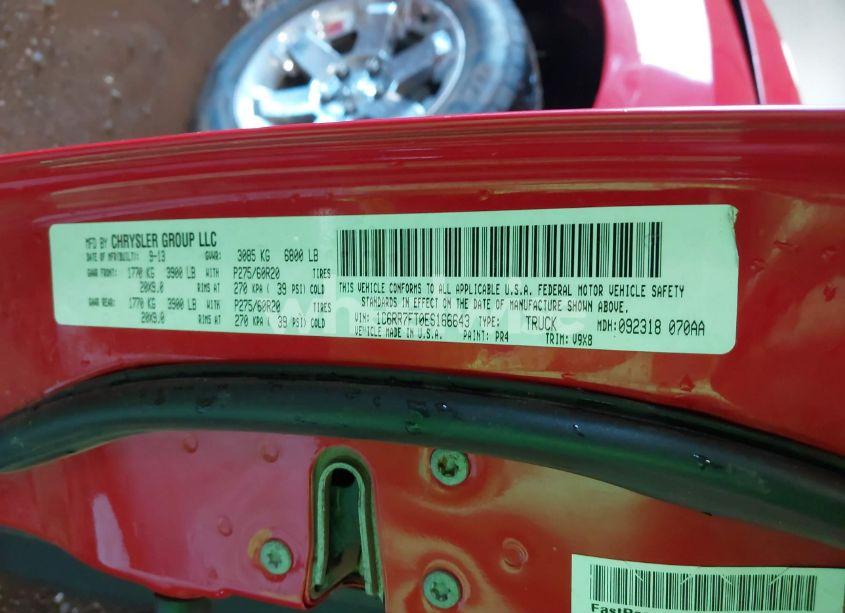 MFD BY CHRYSLER GROUP LLC
DATE OF MFD(BUILT): 9-13 GVWR: 3085 KG 6800 LB
GAWR FRONT: 1770 KG 3900 LB WITH P275/60R20 TIRES
20X9.0 RIMS AT 270 KPA ( 39 PSI) COLD
GAWR REAR: 1770 KG 3900 LB WITH P275/60R20 TIRES
20X9.0 RIMS AT 270 KPA ( 39 PSI) COLD
THIS VEHICLE CONFORMS TO ALL APPLICABLE U.S.A. FEDERAL MOTOR VEHICLE SAFETY
STANDARDS IN EFFECT ON THE DATE OF MANUFACTURE SHOWN ABOVE.
VIN: 1C6RR7FT0ES166643 TYPE: TRUCK MDH: 092318 070AA
VEHICLE MADE IN U.S.A. PAINT: PR4 TRIM: V9X8